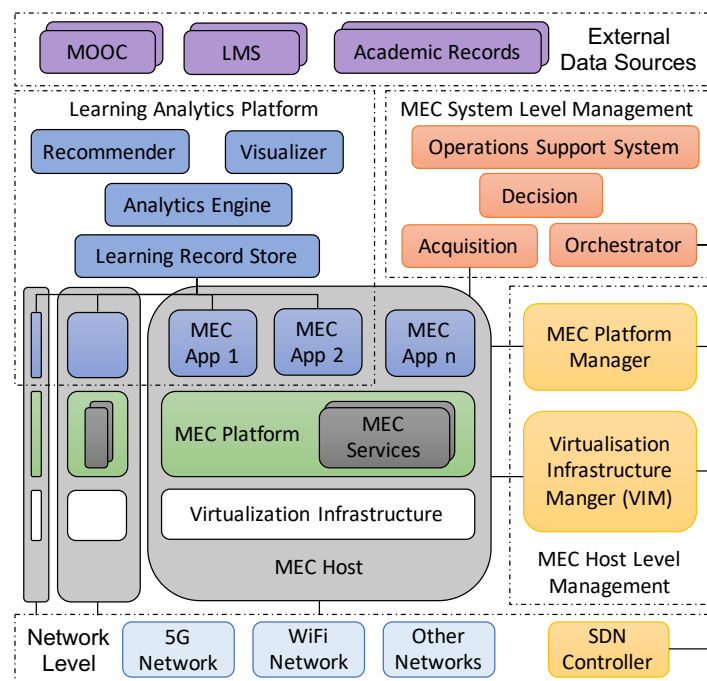 MOOC
LMS
Academic Records
External
Data Sources
Learning Analytics Platform
Recommender
Visualizer
Analytics Engine
Learning Record Store
MEC System Level Management
Operations Support System
Decision
Acquisition
Orchestrator
MEC
App 1
MEC
App 2
MEC
App n
MEC Platform
MEC
Services
Virtualization Infrastructure
MEC Host
MEC Platform
Manager
Virtualisation
Infrastructure
Manger (VIM)
MEC Host Level
Management
Network
Level
5G
Network
WiFi
Network
Other
Networks
SDN
Controller